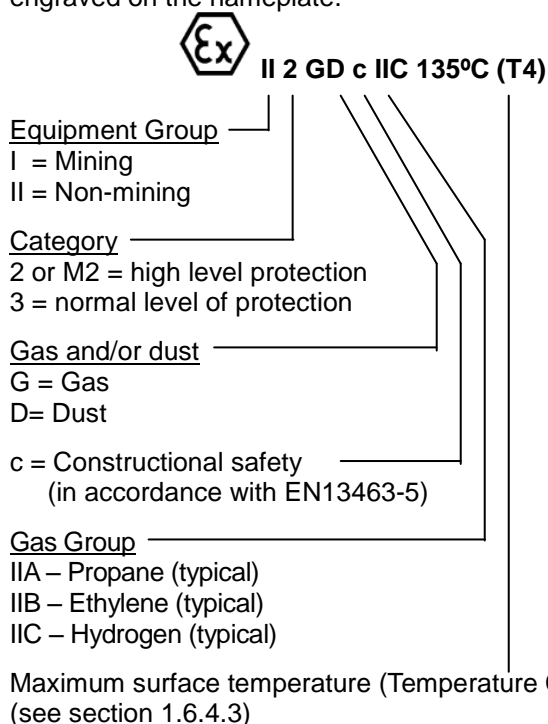 engraved on the nameplate.
Ex II 2 GD c IIC 135ºC (T4)
Equipment Group
I = Mining
II = Non-mining
Category
2 or M2 = high level protection
3 = normal level of protection
Gas and/or dust
G = Gas
D= Dust
c = Constructional safety
(in accordance with EN13463-5)
Gas Group
IIA – Propane (typical)
IIB – Ethylene (typical)
IIC – Hydrogen (typical)
Maximum surface temperature (Temperature
(see section 1.6.4.3)